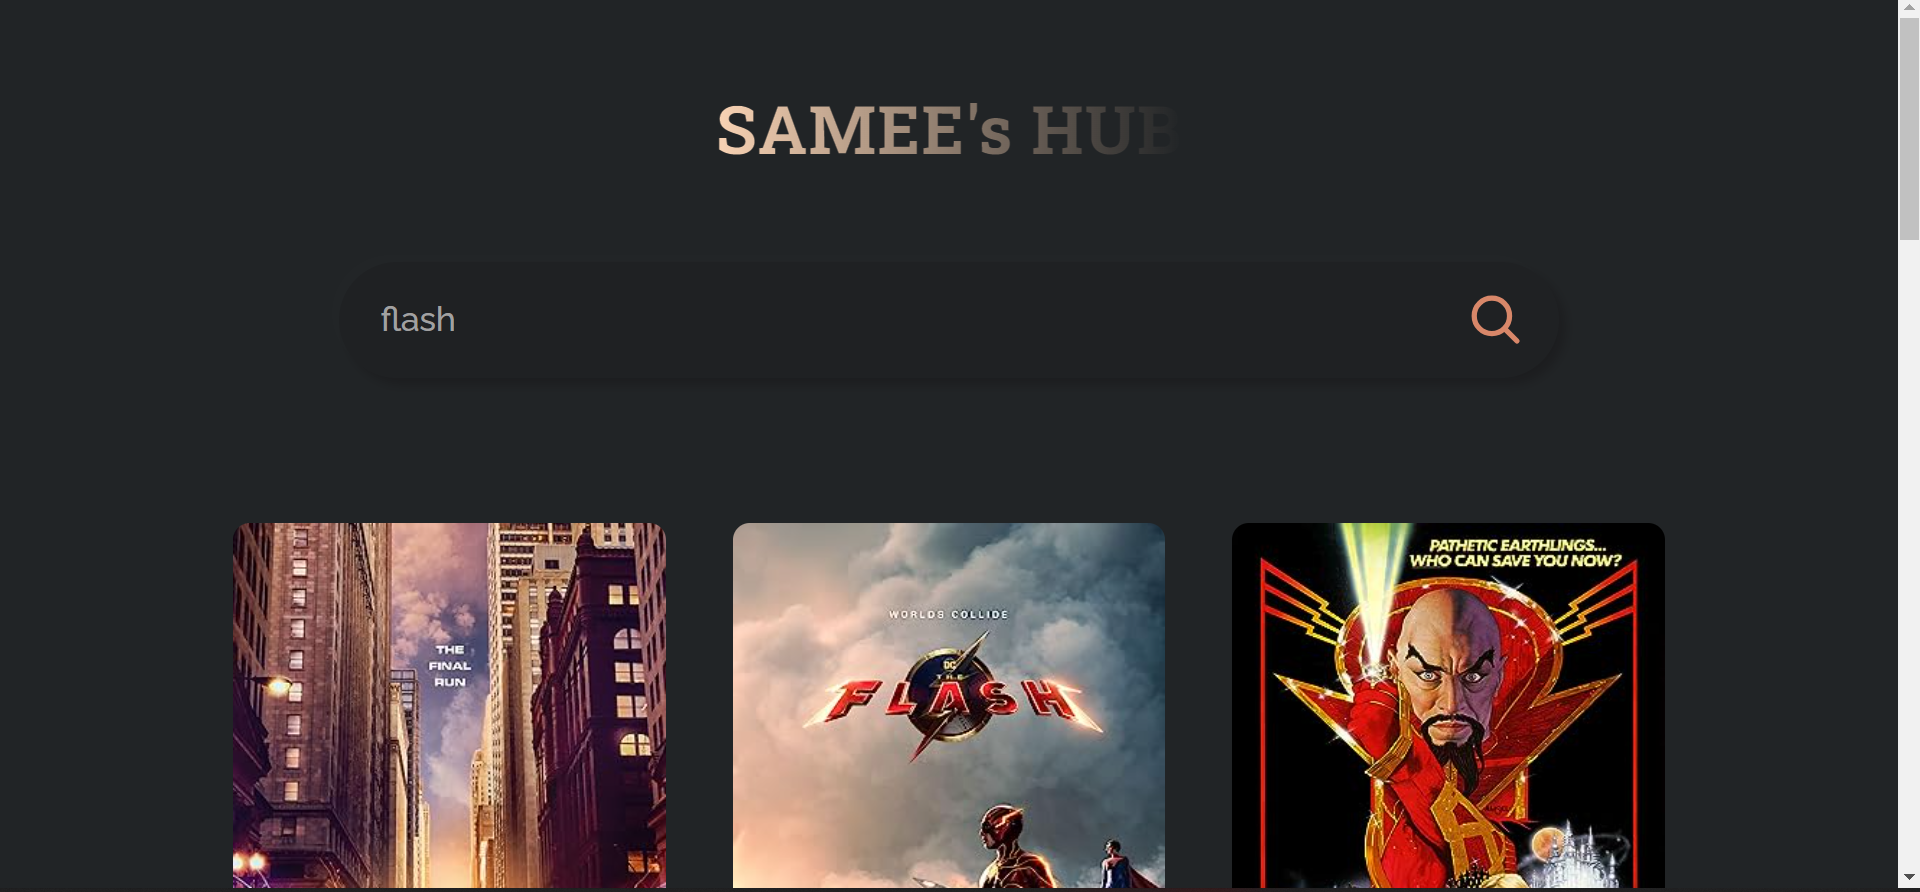 SAMEE's HUB
flash
THE
FINAL
RUN
WORLDS COLLIDE
DC
THE
FLASH
PATHETIC EARTHLINGS...
WHO CAN SAVE YOU NOW?